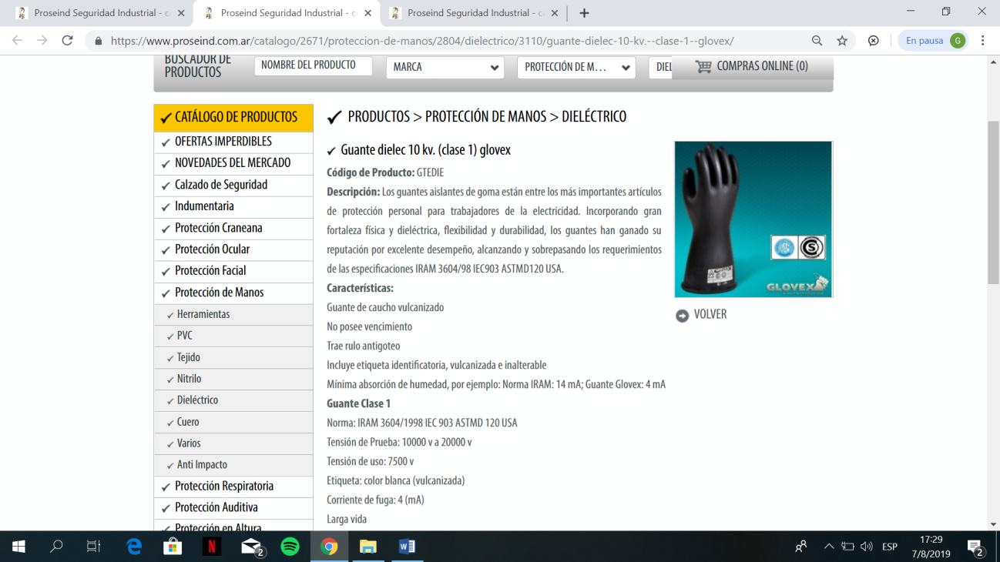 Proseind Seguridad Industrial - c
Proseind Seguridad Industrial - c
Proseind Seguridad Industrial - c
https://www.proseind.com.ar/catalogo/2671/proteccion-de-manos/2804/dielectrico/3110/guante-dielec-10-kv.--clase-1--glovex/
En pausa
G
BUSCADOR DE
PRODUCTOS
NOMBRE DEL PRODUCTO
MARCA
PROTECCIÓN DE M...
DIEL
COMPRAS ONLINE (0)
CATÁLOGO DE PRODUCTOS
OFERTAS IMPERDIBLES
NOVEDADES DEL MERCADO
Calzado de Seguridad
Indumentaria
Protección Craneana
Protección Ocular
Protección Facial
Protección de Manos
Herramientas
PVC
Tejido
Nitrilo
Dieléctrico
Cuero
Varios
Anti Impacto
Protección Respiratoria
Protección Auditiva
Protección en Altura
PRODUCTOS > PROTECCIÓN DE MANOS > DIELÉCTRICO
Guante dielec 10 kv. (clase 1) glovex
Código de Producto: GTEDIE
Descripción: Los guantes aislantes de goma están entre los más importantes artículos
de protección personal para trabajadores de la electricidad. Incorporando gran
fortaleza física y dieléctrica, flexibilidad y durabilidad, los guantes han ganado su
reputación por excelente desempeño, alcanzando y sobrepasando los requerimientos
de las especificaciones IRAM 3604/98 IEC903 ASTMD120 USA.
Características:
Guante de caucho vulcanizado
No posee vencimiento
Trae rulo antigoteo
Incluye etiqueta identificatoria, vulcanizada e inalterable
Mínima absorción de humedad, por ejemplo: Norma IRAM: 14 mA; Guante Glovex: 4 mA
Guante Clase 1
Norma: IRAM 3604/1998 IEC 903 ASTMD 120 USA
Tensión de Prueba: 10000 v a 20000 v
Tensión de uso: 7500 v
Etiqueta: color blanca (vulcanizada)
Corriente de fuga: 4 (mA)
Larga vida
GLOVEX
VOLVER
2
ESP
17:29
7/8/2019
2